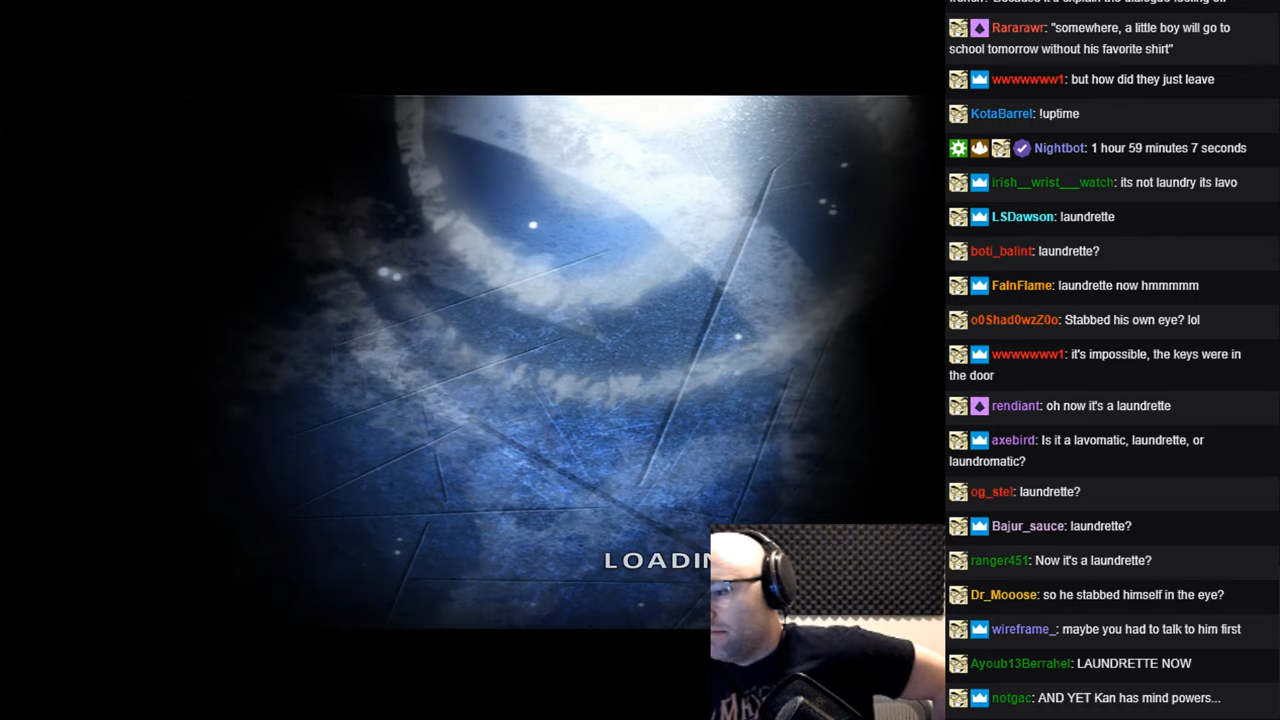 Rararawr: "somewhere, a little boy will go to
school tomorrow without his favorite shirt"
wwwwwww1: but how did they just leave
KotaBarrel: !uptime
Nightbot: 1 hour 59 minutes 7 seconds
irish__wrist___watch: its not laundry its lavo
LSDawson: laundrette
boti_balint: laundrette?
FaInFlame: laundrette now hmmmmm
o0Shad0wzZ0o: Stabbed his own eye? lol
wwwwwww1: it's impossible, the keys were in
the door
rendiant: oh now it's a laundrette
axebird: Is it a lavomatic, laundrette, or
laundromatic?
og_stel: laundrette?
Bajur_sauce: laundrette?
LOADIN
ranger451: Now it's a laundrette?
Dr_Mooose: so he stabbed himself in the eye?
wireframe_: maybe you had to talk to him first
Ayoub13Berrahel: LAUNDRETTE NOW
notgac: AND YET Kan has mind powers...